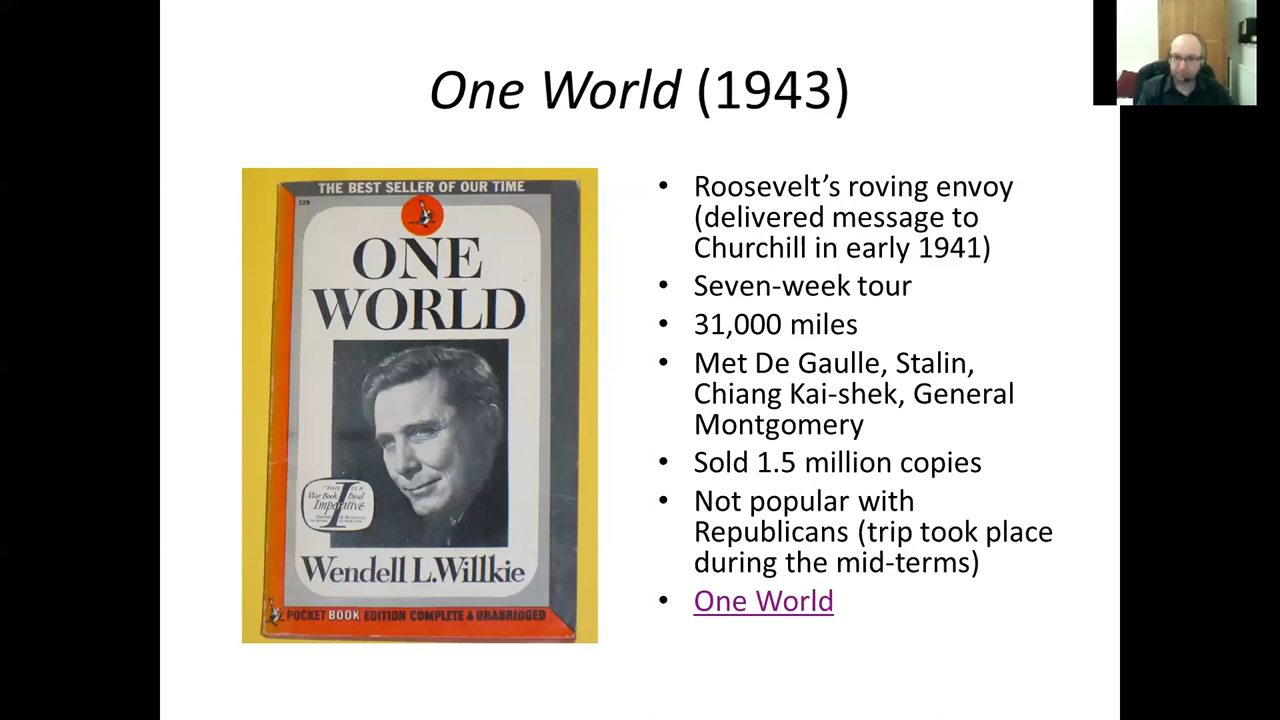 One World (1943)
THE BEST SELLER OF OUR TIME
229
ONE
WORLD
"THIS IS A
War Book Panel
Imperative
Wendell L. Willkie
POCKET BOOK EDITION COMPLETE & UNABRIDGED
• Roosevelt’s roving envoy
(delivered message to
Churchill in early 1941)
• Seven-week tour
• 31,000 miles
• Met De Gaulle, Stalin,
Chiang Kai-shek, General
Montgomery
• Sold 1.5 million copies
• Not popular with
Republicans (trip took place
during the mid-terms)
• One World